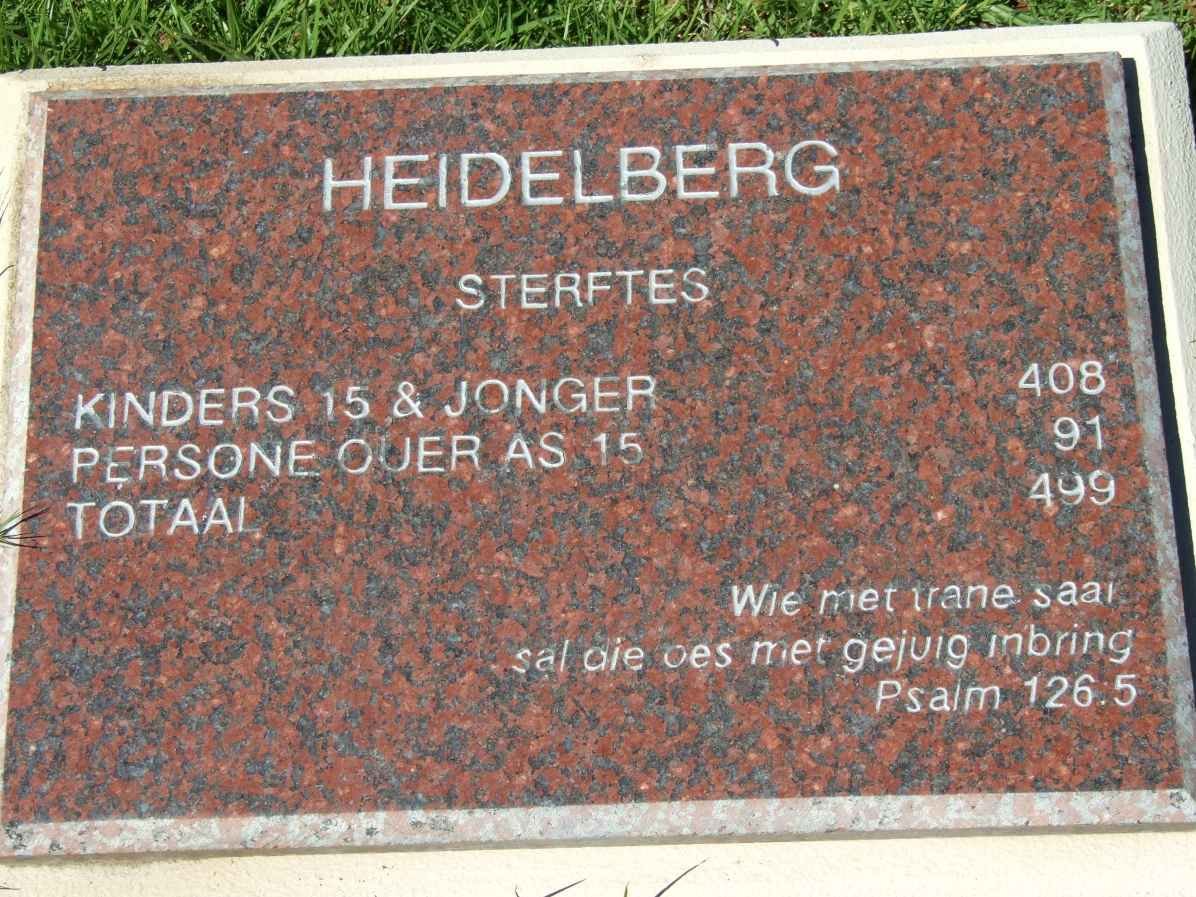 HEIDELBERG
STERFTES
KINDERS 15 & JONGER 408
PERSONE OUER AS 15 91
TOTAAL 499
Wie met trane saai
sal die oes met gejuig inbring
Psalm 126:5